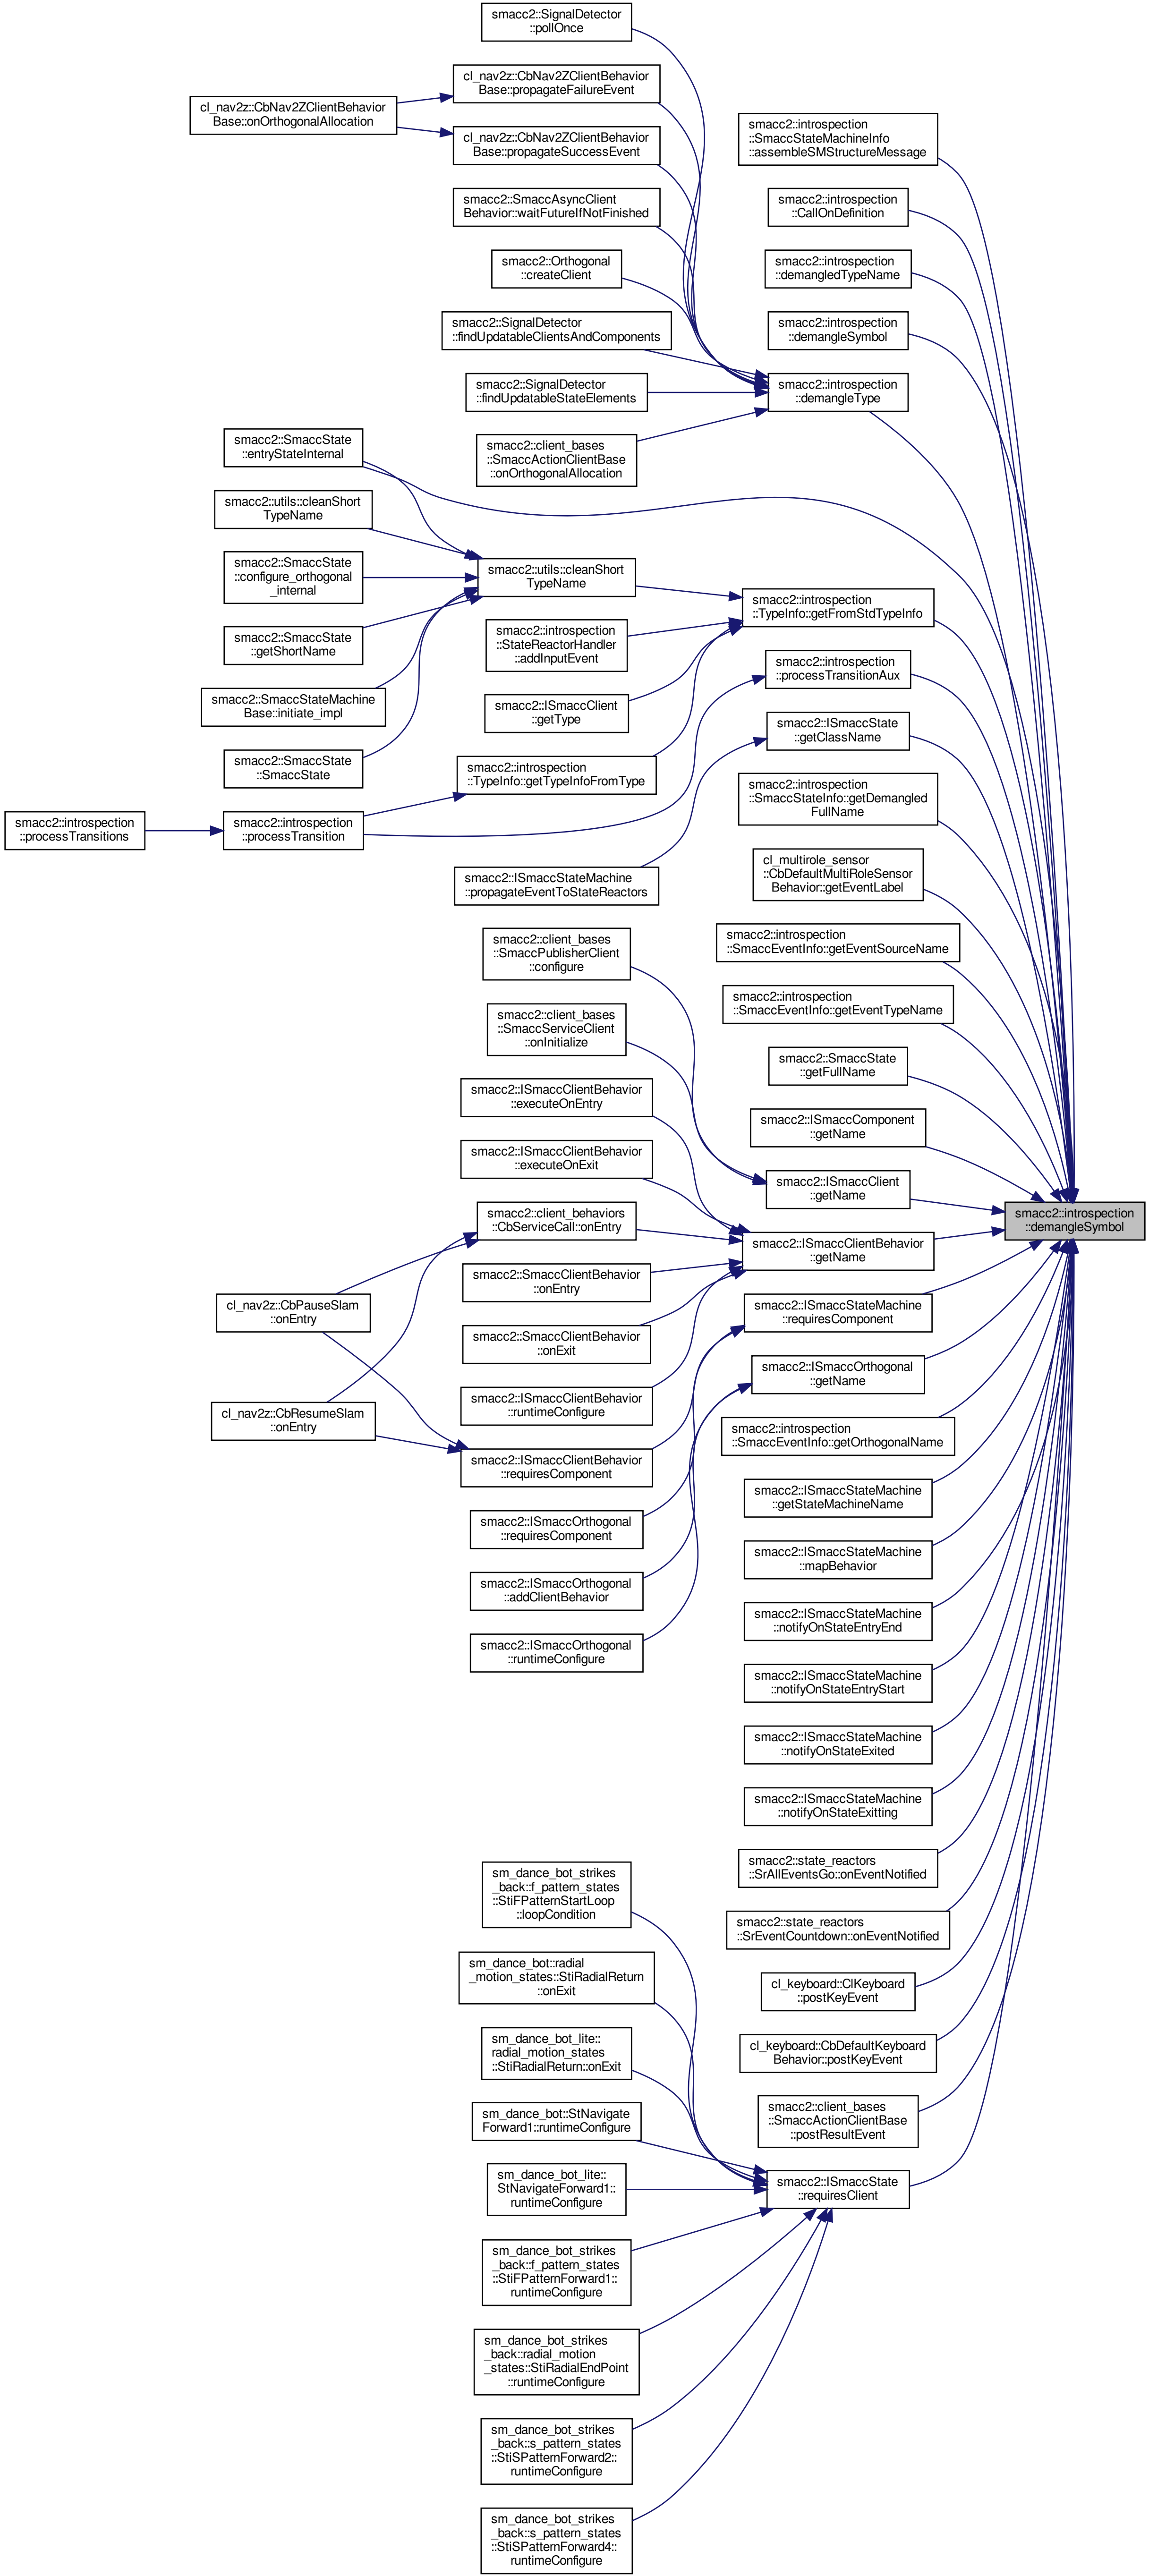 smacc2::SignalDetector
::pollOnce
cl_nav2z::CbNav2ZClientBehavior
Base::propagateFailureEvent
cl_nav2z::CbNav2ZClientBehavior
Base::onOrthogonalAllocation
smacc2::introspection
::SmaccStateMachineInfo
::assembleSMStructureMessage
cl_nav2z::CbNav2ZClientBehavior
Base::propagateSuccessEvent
smacc2::SmaccAsyncClient
Behavior::waitFutureIfNotFinished
smacc2::introspection
::CallOnDefinition
smacc2::Orthogonal
::createClient
smacc2::introspection
::demangledTypeName
smacc2::SignalDetector
::findUpdatableClientsAndComponents
smacc2::introspection
::demangleSymbol
smacc2::SignalDetector
::findUpdatableStateElements
smacc2::introspection
::demangleType
smacc2::client_bases
::SmaccActionClientBase
::onOrthogonalAllocation
smacc2::SmaccState
::entryStateInternal
smacc2::utils::cleanShort
TypeName
smacc2::SmaccState
::configure_orthogonal
_internal
smacc2::utils::cleanShort
TypeName
smacc2::introspection
::TypeInfo::getFromStdTypeInfo
smacc2::SmaccState
::getShortName
smacc2::introspection
::StateReactorHandler
::addInputEvent
smacc2::introspection
::processTransitionAux
smacc2::SmaccStateMachine
Base::initiate_impl
smacc2::ISmaccClient
::getType
smacc2::ISmaccState
::getClassName
smacc2::SmaccState
::SmaccState
smacc2::introspection
::TypeInfo::getTypeInfoFromType
smacc2::introspection
::SmaccStateInfo::getDemangled
FullName
smacc2::introspection
::processTransitions
smacc2::introspection
::processTransition
smacc2::ISmaccStateMachine
::propagateEventToStateReactors
cl_multirole_sensor
::CbDefaultMultiRoleSensor
Behavior::getEventLabel
smacc2::client_bases
::SmaccPublisherClient
::configure
smacc2::introspection
::SmaccEventInfo::getEventSourceName
smacc2::client_bases
::SmaccServiceClient
::onInitialize
smacc2::introspection
::SmaccEventInfo::getEventTypeName
smacc2::SmaccState
::getFullName
smacc2::ISmaccClientBehavior
::executeOnEntry
smacc2::ISmaccComponent
::getName
smacc2::ISmaccClientBehavior
::executeOnExit
smacc2::ISmaccClient
::getName
smacc2::client_behaviors
::CbServiceCall::onEntry
smacc2::introspection
::demangleSymbol
smacc2::ISmaccClientBehavior
::getName
smacc2::SmaccClientBehavior
::onEntry
cl_nav2z::CbPauseSlam
::onEntry
smacc2::ISmaccStateMachine
::requiresComponent
smacc2::SmaccClientBehavior
::onExit
smacc2::ISmaccOrthogonal
::getName
smacc2::ISmaccClientBehavior
::runtimeConfigure
cl_nav2z::CbResumeSlam
::onEntry
smacc2::introspection
::SmaccEventInfo::getOrthogonalName
smacc2::ISmaccClientBehavior
::requiresComponent
smacc2::ISmaccStateMachine
::getStateMachineName
smacc2::ISmaccOrthogonal
::requiresComponent
smacc2::ISmaccStateMachine
::mapBehavior
smacc2::ISmaccOrthogonal
::addClientBehavior
smacc2::ISmaccStateMachine
::notifyOnStateEntryEnd
smacc2::ISmaccOrthogonal
::runtimeConfigure
smacc2::ISmaccStateMachine
::notifyOnStateEntryStart
smacc2::ISmaccStateMachine
::notifyOnStateExited
smacc2::ISmaccStateMachine
::notifyOnStateExitting
smacc2::state_reactors
::SrAllEventsGo::onEventNotified
sm_dance_bot_strikes
_back::f_pattern_states
::StiFPatternStartLoop
::loopCondition
smacc2::state_reactors
::SrEventCountdown::onEventNotified
sm_dance_bot::radial
_motion_states::StiRadialReturn
::onExit
cl_keyboard::ClKeyboard
::postKeyEvent
sm_dance_bot_lite::
radial_motion_states
::StiRadialReturn::onExit
cl_keyboard::CbDefaultKeyboard
Behavior::postKeyEvent
sm_dance_bot::StNavigate
Forward1::runtimeConfigure
smacc2::client_bases
::SmaccActionClientBase
::postResultEvent
sm_dance_bot_lite::
StNavigateForward1::
runtimeConfigure
smacc2::ISmaccState
::requiresClient
sm_dance_bot_strikes
_back::f_pattern_states
::StiFPatternForward1::
runtimeConfigure
sm_dance_bot_strikes
_back::radial_motion
_states::StiRadialEndPoint
::runtimeConfigure
sm_dance_bot_strikes
_back::s_pattern_states
::StiSPatternForward2::
runtimeConfigure
sm_dance_bot_strikes
_back::s_pattern_states
::StiSPatternForward4::
runtimeConfigure